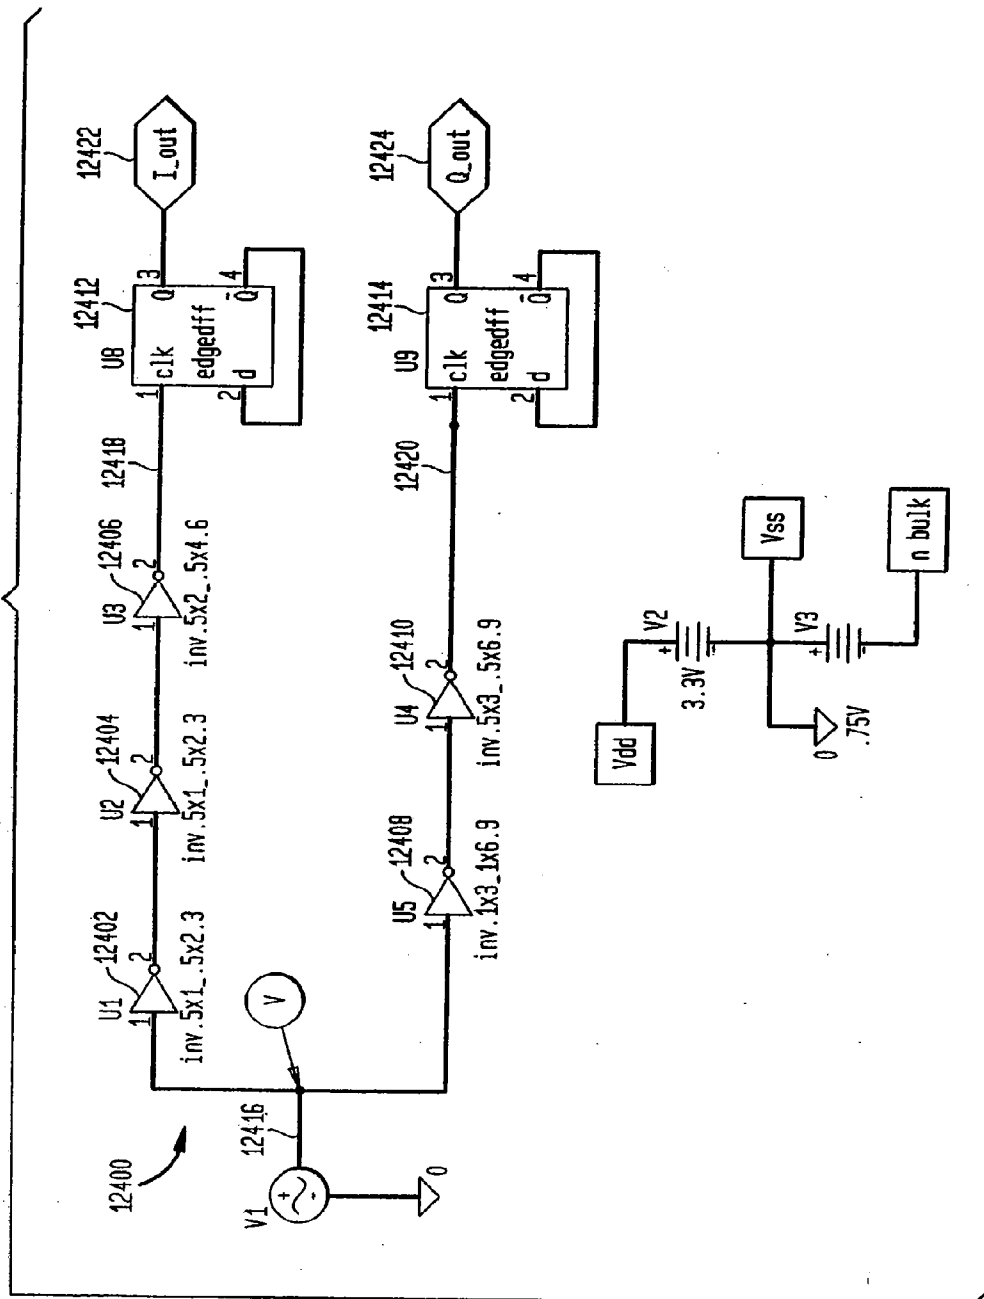 12400
V1
0
12416
V
U1
12402
1
2
inv.5x1_.5x2.3
U2
12404
1
2
inv.5x1_.5x2.3
U3
12406
1
2
inv.5x2_.5x4.6
12418
U8
12412
1
clk
Q
3
edgedff
2
d
Q̄
4
12422
I_out
U5
12408
1
2
inv.1x3_1x6.9
U4
12410
1
2
inv.5x3_.5x6.9
12420
U9
12414
1
clk
Q
3
edgedff
2
d
Q̄
4
12424
Q_out
Vdd
3.3V
V2
+
-
Vss
0
.75V
V3
+
-
n bulk